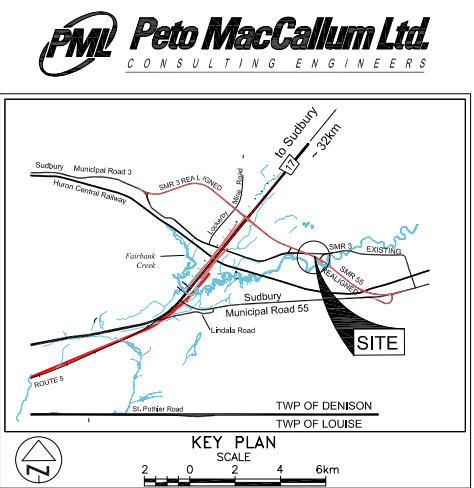 PML Peto MacCallum Ltd.
CONSULTING ENGINEERS
to Sudbury
~ 32km
17
Sudbury Municipal Road 3
Huron Central Railway
SMR 3 REALIGNED
Lockerby Mine Road
Fairbank
Creek
SMR 3 EXISTING
SMR 55
REALIGNED
Sudbury
Municipal Road 55
Lindala Road
SITE
ROUTE 5
St. Pothier Road
TWP OF DENISON
TWP OF LOUISE
KEY PLAN
SCALE
N
2 0 2 4 6km